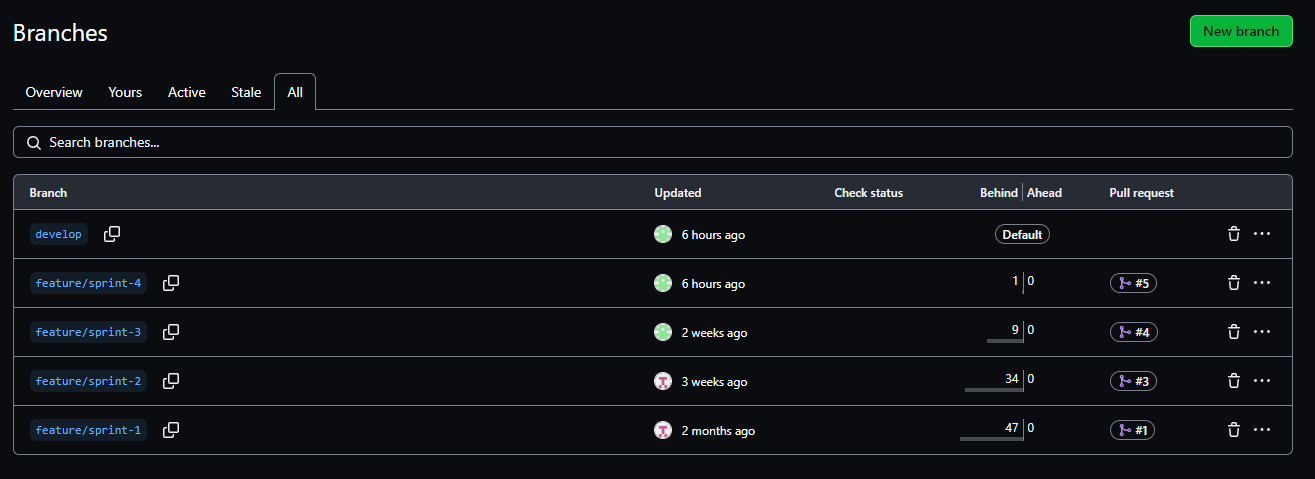 Branches
New branch
Overview Yours Active Stale All
Search branches...
Branch Updated Check status Behind Ahead Pull request
develop 6 hours ago Default
feature/sprint-4 6 hours ago 1 0 #5
feature/sprint-3 2 weeks ago 9 0 #4
feature/sprint-2 3 weeks ago 34 0 #3
feature/sprint-1 2 months ago 47 0 #1